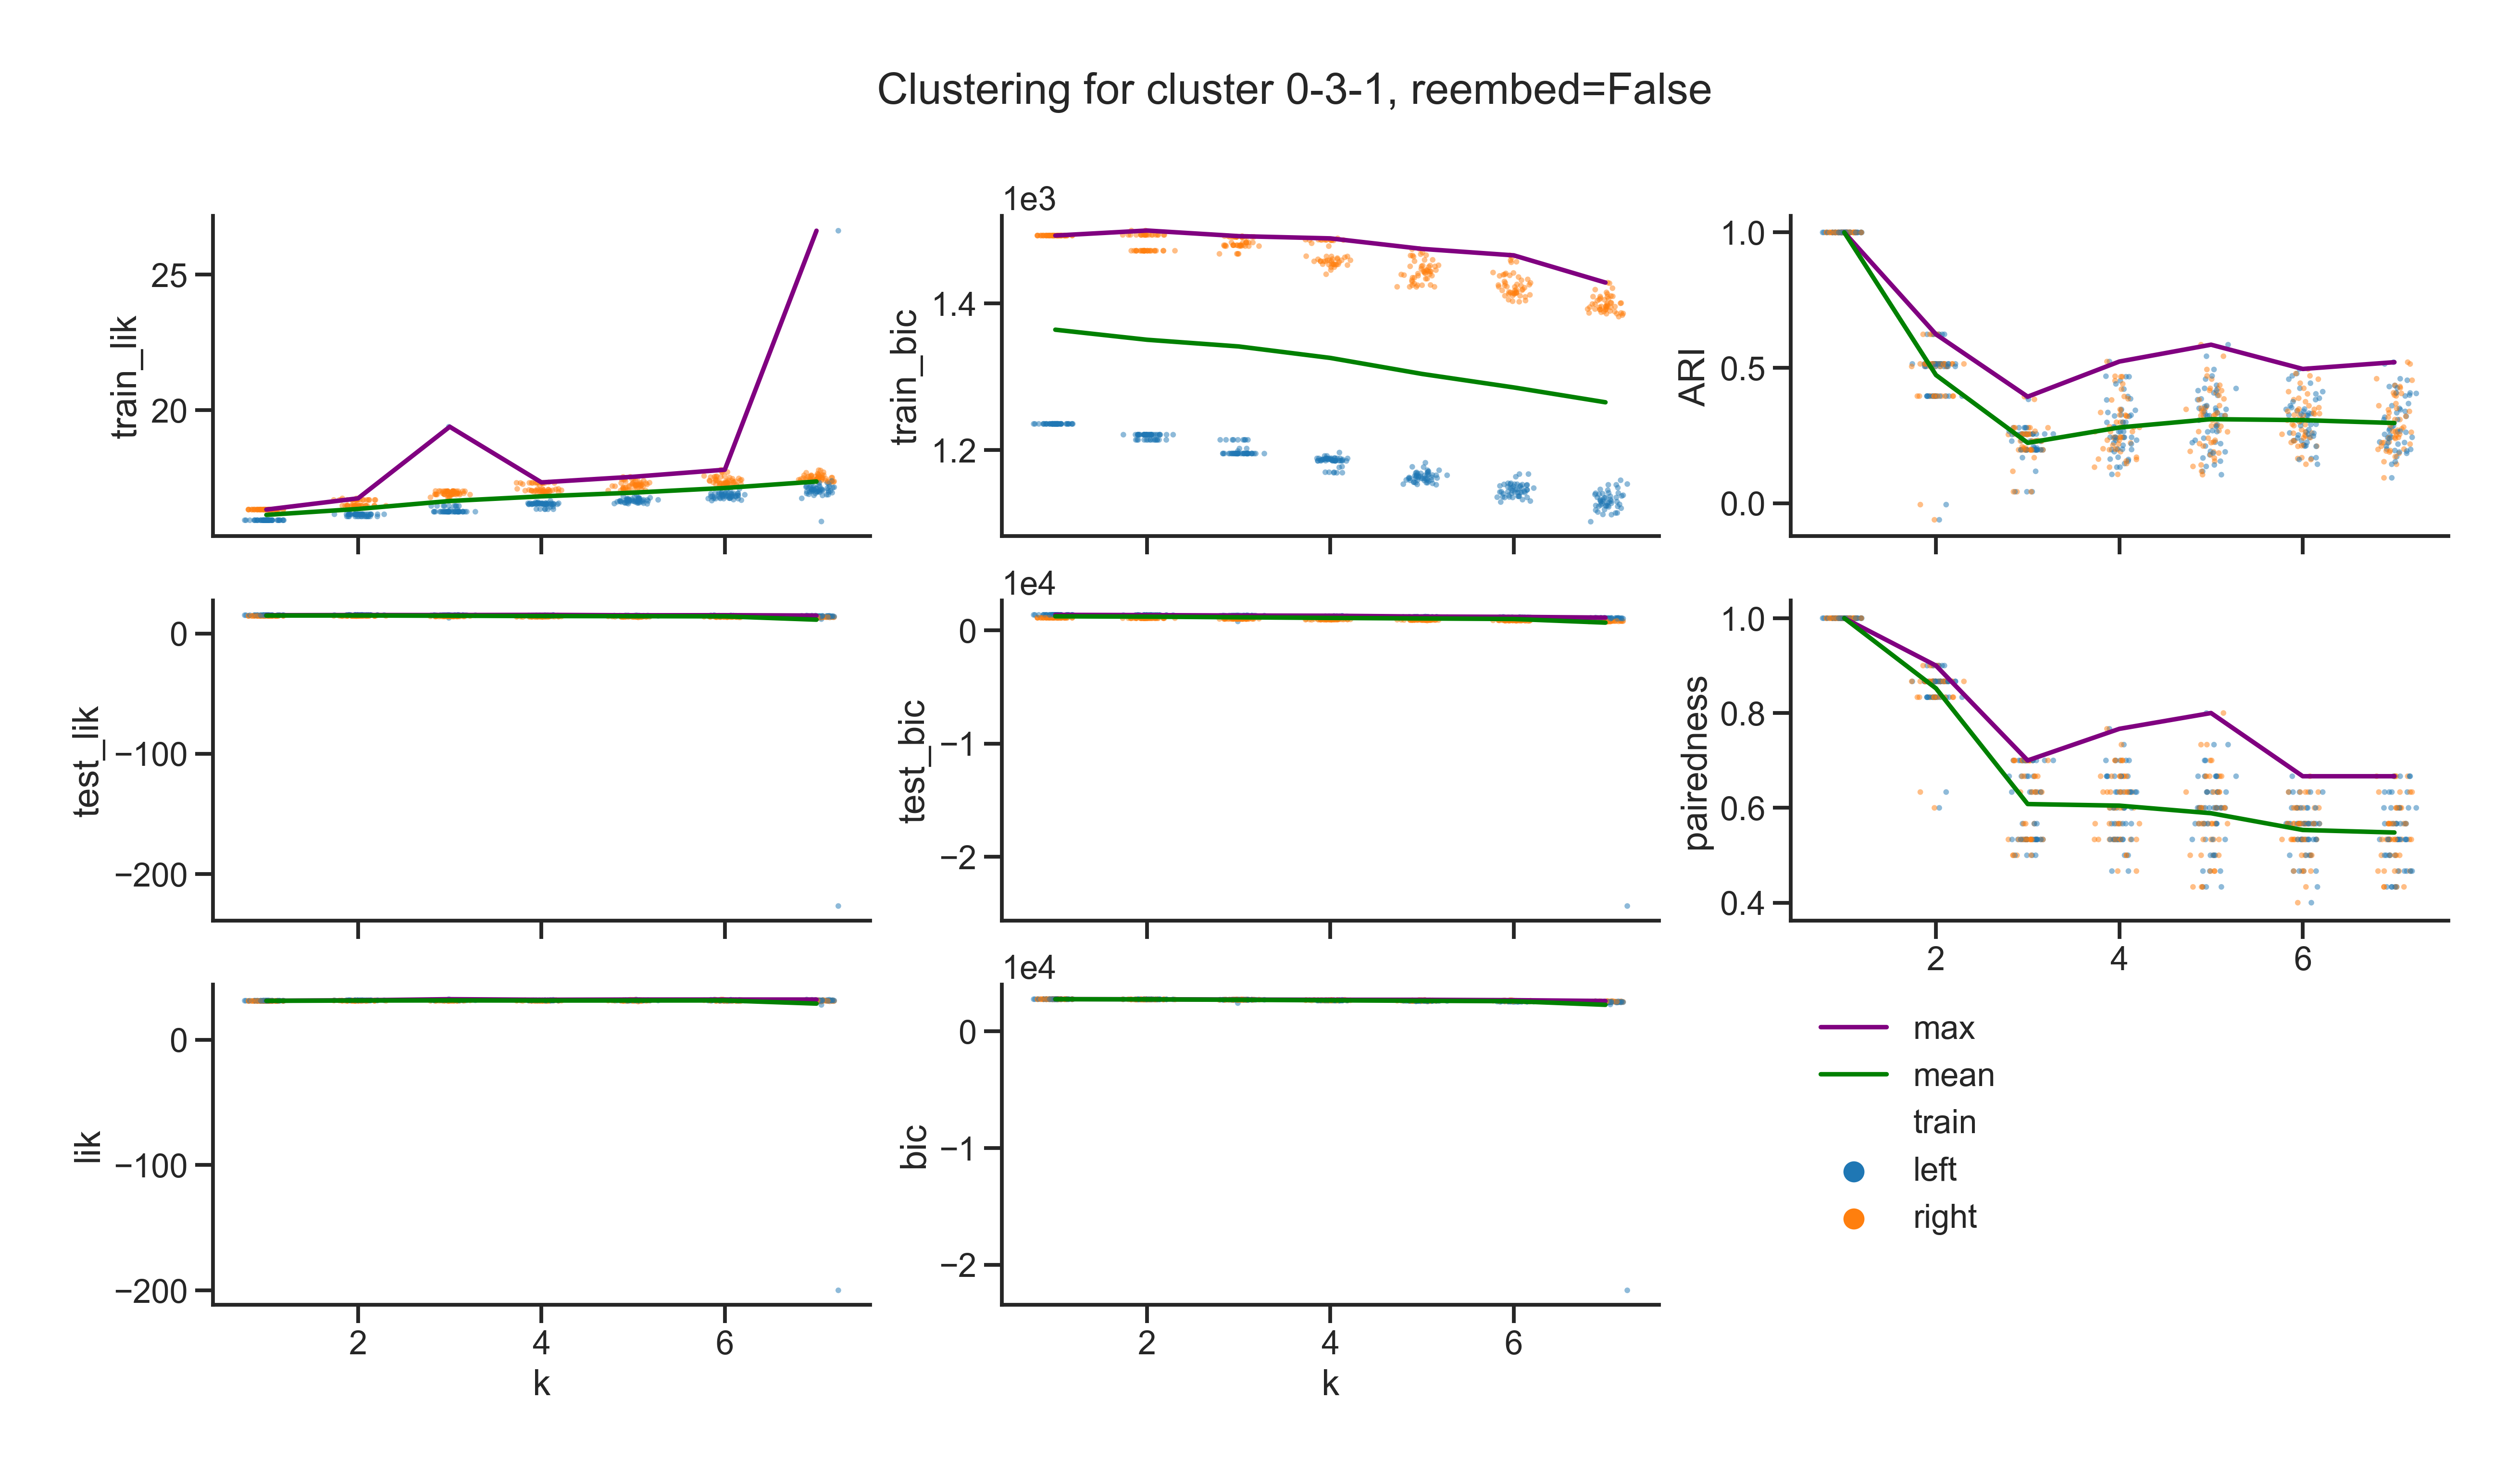 Clustering for cluster 0-3-1, reembed=False
train_lik
25
20
1e3
train_bic
1.4
1.2
ARI
1.0
0.5
0.0
test_lik
0
−100
−200
1e4
test_bic
0
−1
−2
pairedness
1.0
0.8
0.6
0.4
2 4 6
lik
0
−100
−200
2 4 6
k
1e4
bic
0
−1
−2
2 4 6
k
max
mean
train
left
right